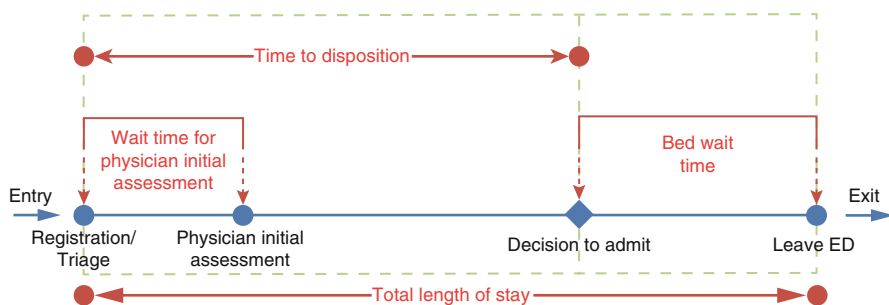 Time to disposition
Wait time for
physician initial
assessment
Bed wait
time
Entry
Exit
Registration/
Triage
Physician initial
assessment
Decision to admit
Leave ED
Total length of stay